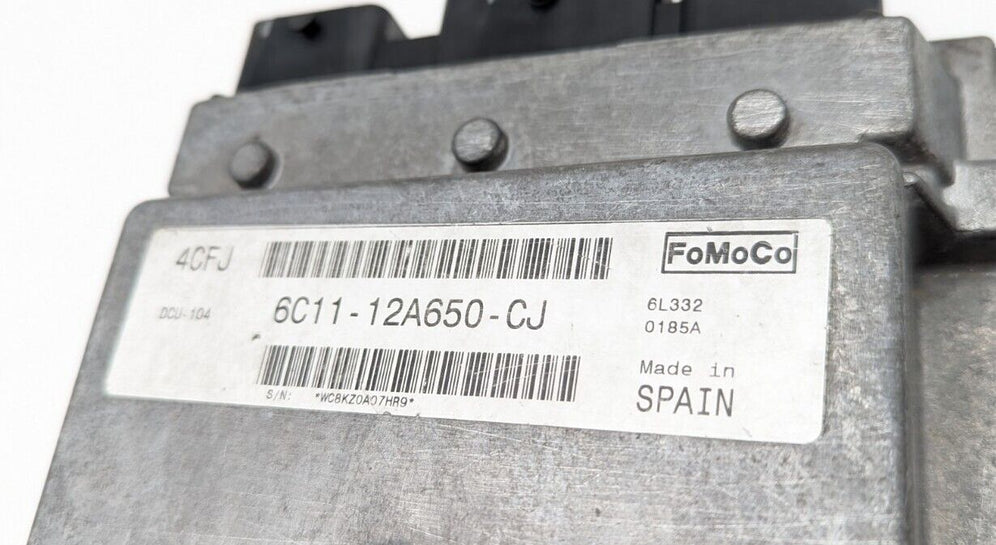 4CFJ
FoMoCo
DCU-104
6C11-12A650-CJ
6L332
0185A
Made in
SPAIN
S/N: *WC8KZ0A07HR9*